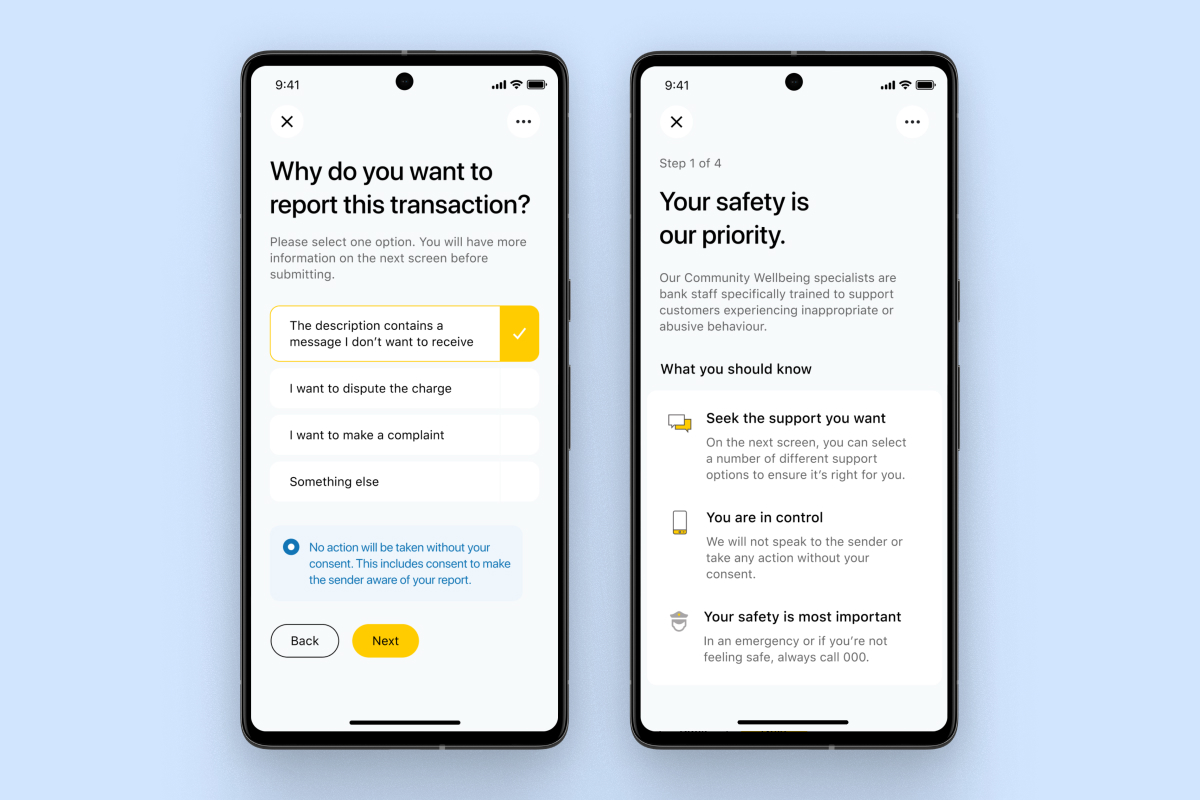 9:41
Why do you want to
report this transaction?
Please select one option. You will have more
information on the next screen before
submitting.
The description contains a
message I don’t want to receive
I want to dispute the charge
I want to make a complaint
Something else
No action will be taken without your
consent. This includes consent to make
the sender aware of your report.
Back
Next
9:41
Step 1 of 4
Your safety is
our priority.
Our Community Wellbeing specialists are
bank staff specifically trained to support
customers experiencing inappropriate or
abusive behaviour.
What you should know
Seek the support you want
On the next screen, you can select
a number of different support
options to ensure it’s right for you.
You are in control
We will not speak to the sender or
take any action without your
consent.
Your safety is most important
In an emergency or if you’re not
feeling safe, always call 000.